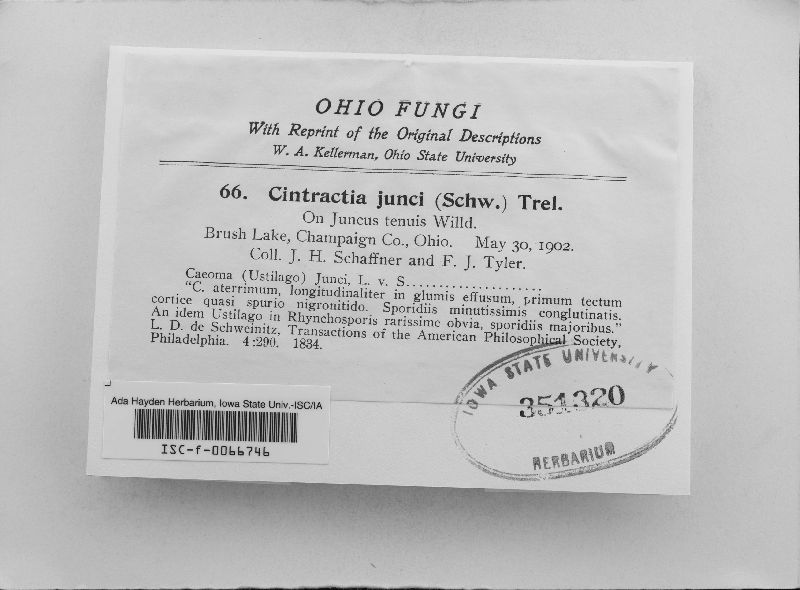 OHIO FUNGI
With Reprint of the Original Descriptions
W. A. Kellerman, Ohio State University
66. Cintractia junci (Schw.) Trel.
On Juncus tenuis Willd.
Brush Lake, Champaign Co., Ohio. May 30, 1902.
Coll. J. H. Schaffner and F. J. Tyler.
Caeoma (Ustilago) Junci, L. v. S.....................
"C. aterrimum, longitudinaliter in glumis effusum, primum tectum
cortice quasi spurio nigronitido. Sporidiis minutissimis conglutinatis.
An idem Ustilago in Rhynchosporis rarissime obvia, sporidiis majoribus."
L. D. de Schweinitz, Transactions of the American Philosophical Society,
Philadelphia. 4:290. 1834.
Ada Hayden Herbarium, Iowa State Univ.-ISC/IA
ISC-f-0066746
IOWA STATE UNIVERSITY
351320
HERBARIUM